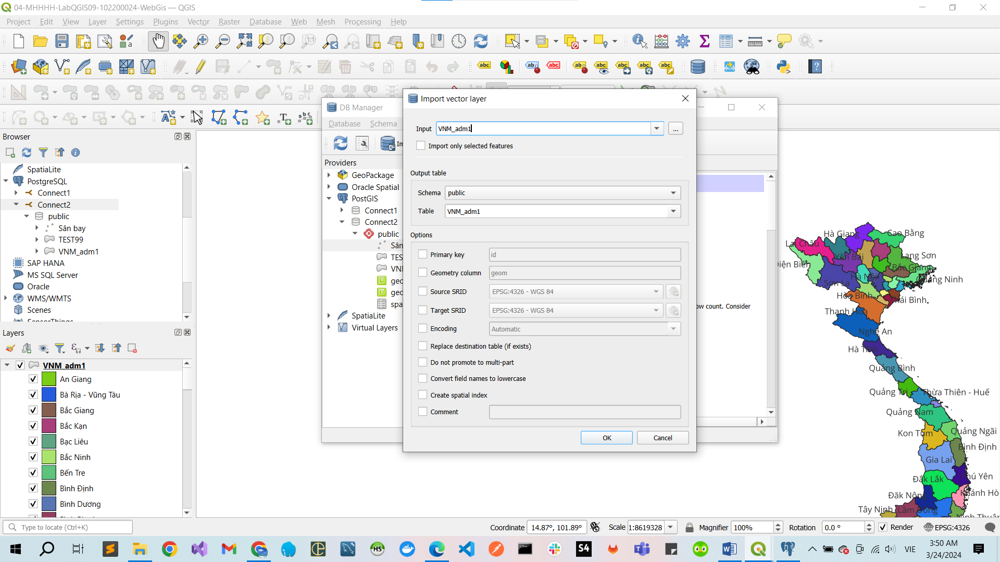 04-MHHHH-LabQGIS09-102200024-WebGis — QGIS
Project Edit View Layer Settings Plugins Vector Raster Database Web Mesh Processing Help
Browser
SpatiaLite
PostgreSQL
Connect1
Connect2
public
Sân bay
TEST99
VNM_adm1
SAP HANA
MS SQL Server
Oracle
WMS/WMTS
Scenes
SensorThings
Layers
VNM_adm1
An Giang
Bà Rịa - Vũng Tàu
Bắc Giang
Bắc Kạn
Bạc Liêu
Bắc Ninh
Bến Tre
Bình Định
Bình Dương
DB Manager
Database Schema
Im
Providers
GeoPackage
Oracle Spatial
PostGIS
Connect1
Connect2
public
Sân
TES
VNI
geo
geo
spa
SpatiaLite
Virtual Layers
ow count. Consider
Import vector layer
Input VNM_adm1 ...
Import only selected features
Output table
Schema public
Table VNM_adm1
Options
Primary key id
Geometry column geom
Source SRID EPSG:4326 - WGS 84
Target SRID EPSG:4326 - WGS 84
Encoding Automatic
Replace destination table (if exists)
Do not promote to multi-part
Convert field names to lowercase
Create spatial index
Comment
OK Cancel
Hà Giang
Cao Bằng
Lai Châu
Yên Bái
Lạng Sơn
Điện Biên
Bắc Giang
Hà Nội
Quảng Ninh
Sơn La
Hòa Bình
Thái Bình
Thanh Hóa
Nghệ An
Hà Tĩnh
Quảng Bình
Quảng Trị
Thừa Thiên - Huế
Quảng Nam
Kon Tum
Quảng Ngãi
Bình Định
Gia Lai
Đắk Lắk
Phú Yên
Đăk Nông
Khánh Hò
Tây Ninh
Lâm Đồng
Ninh Thuận
Type to locate (Ctrl+K)
Coordinate 14.87°, 101.89° Scale 1:8619328 Magnifier 100% Rotation 0.0 ° Render EPSG:4326
VIE
3:50 AM
3/24/2024